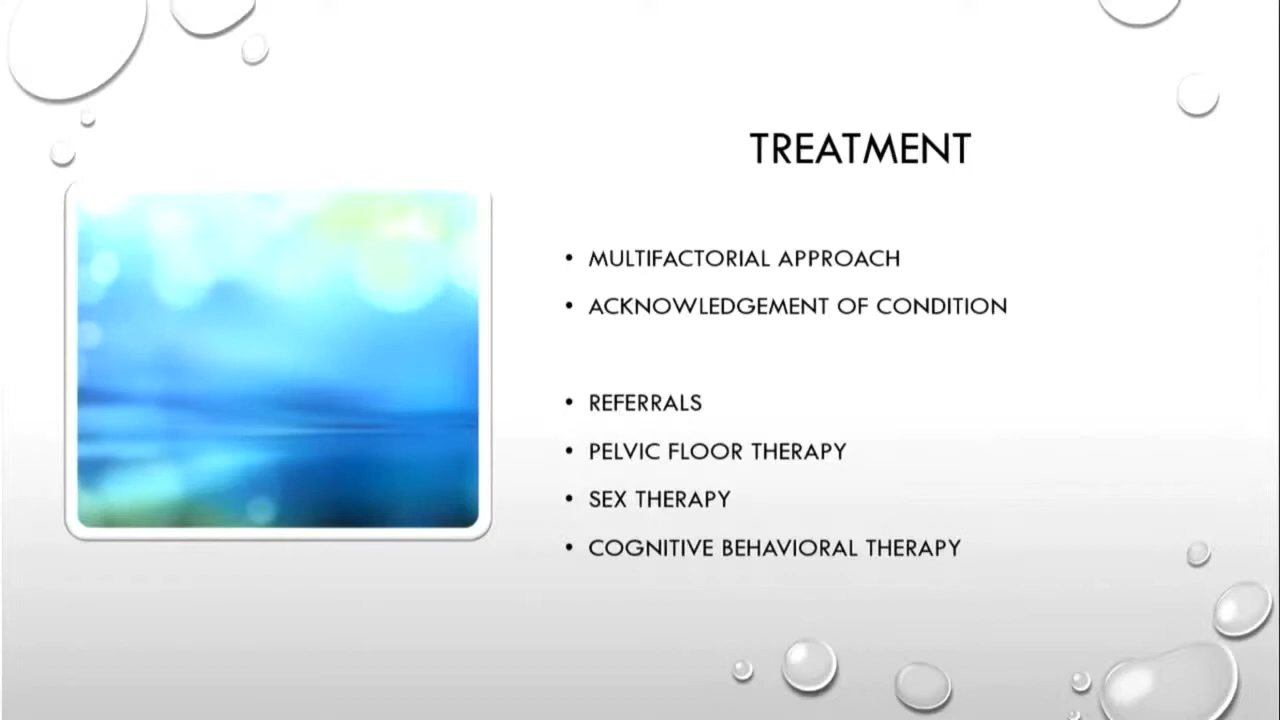 TREATMENT
• MULTIFACTORIAL APPROACH
• ACKNOWLEDGEMENT OF CONDITION
• REFERRALS
• PELVIC FLOOR THERAPY
• SEX THERAPY
• COGNITIVE BEHAVIORAL THERAPY